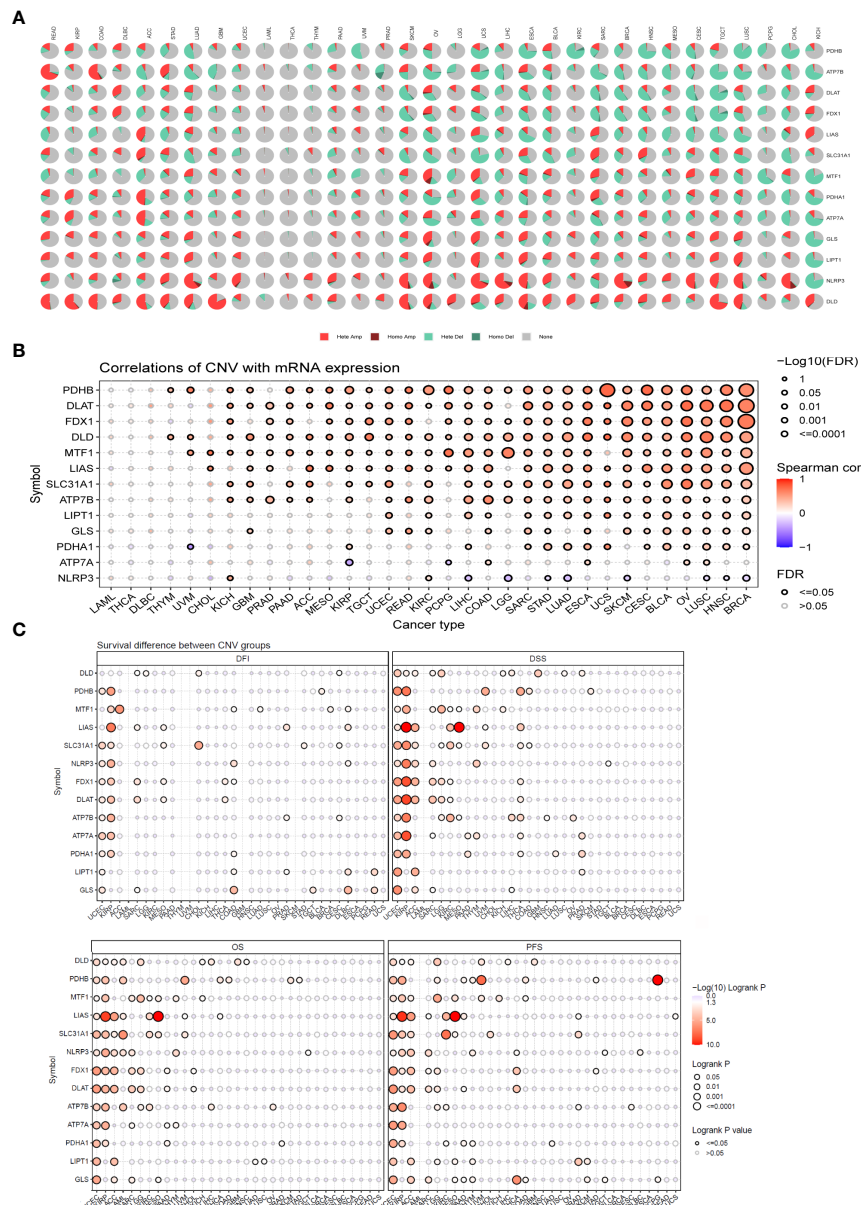 A
READ KIRP COAD DLBC ACC STAD LUAD GBM UCEC LAML THCA THYM PAAD UVM PRAD SKCM OV LGG UCS LIHC ESCA BLCA KIRC SARC BRCA HNSC MESO CESC TGCT LUSC PCPG CHOL KICH
PDHB
ATP7B
DLAT
FDX1
LIAS
SLC31A1
MTF1
PDHA1
ATP7A
GLS
LIPT1
NLRP3
DLD
Hete Amp Homo Amp Hete Del Homo Del None
B
Correlations of CNV with mRNA expression
Symbol
PDHB
DLAT
FDX1
DLD
MTF1
LIAS
SLC31A1
ATP7B
LIPT1
GLS
PDHA1
ATP7A
NLRP3
LAML THCA DLBC THYM UVM CHOL KICH GBM PRAD PAAD ACC MESO KIRP TGCT UCEC READ KIRC PCPG LIHC COAD LGG SARC STAD LUAD ESCA UCS SKCM CESC BLCA OV LUSC HNSC BRCA
Cancer type
−Log10(FDR)
1
0.05
0.01
0.001
<=0.0001
Spearman cor
1
0
−1
FDR
<=0.05
>0.05
C
Survival difference between CNV groups
DFI DSS
Symbol
DLD
PDHB
MTF1
LIAS
SLC31A1
NLRP3
FDX1
DLAT
ATP7B
ATP7A
PDHA1
LIPT1
GLS
OS PFS
Symbol
DLD
PDHB
MTF1
LIAS
SLC31A1
NLRP3
FDX1
DLAT
ATP7B
ATP7A
PDHA1
LIPT1
GLS
−Log(10) Logrank P
0.0
1.3
5.0
10.0
Logrank P
0.05
0.01
0.001
<=0.0001
Logrank P value
<=0.05
>0.05